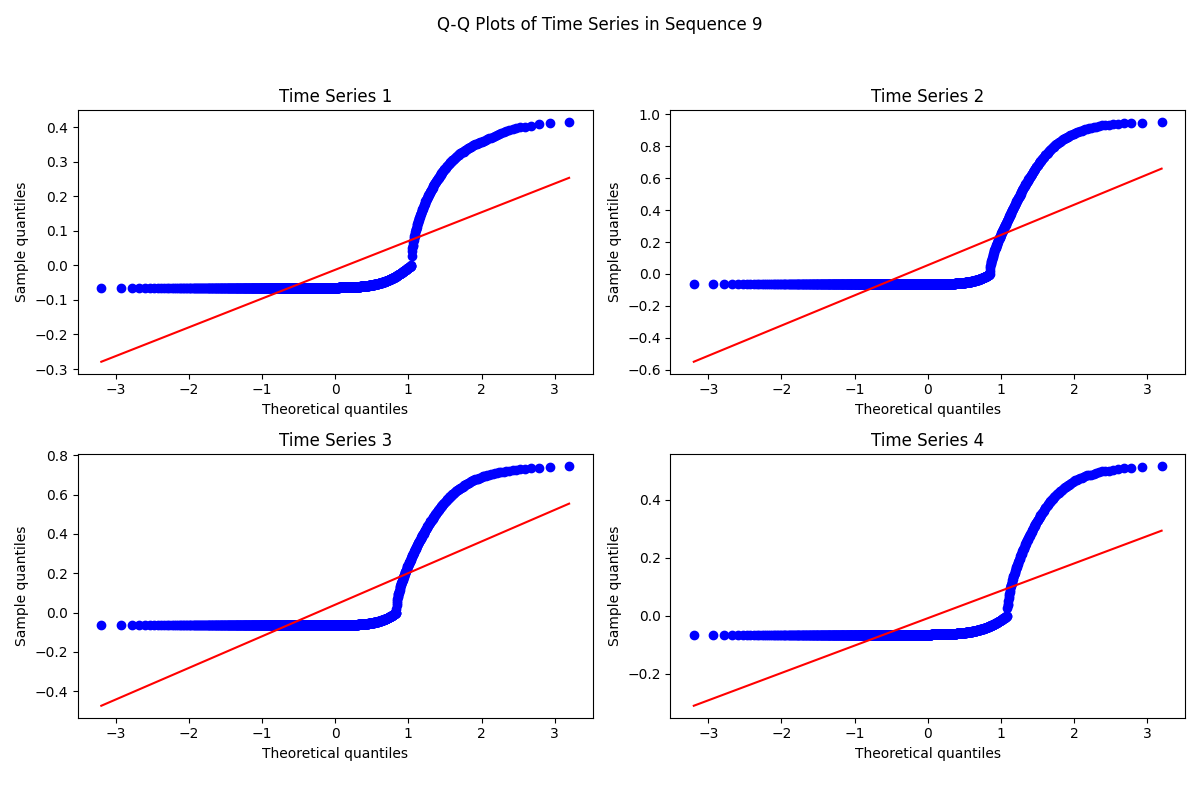 Q-Q Plots of Time Series in Sequence 9
Time Series 1
Sample quantiles
0.4
0.3
0.2
0.1
0.0
−0.1
−0.2
−0.3
−3 −2 −1 0 1 2 3
Theoretical quantiles
Time Series 2
Sample quantiles
1.0
0.8
0.6
0.4
0.2
0.0
−0.2
−0.4
−0.6
−3 −2 −1 0 1 2 3
Theoretical quantiles
Time Series 3
Sample quantiles
0.8
0.6
0.4
0.2
0.0
−0.2
−0.4
−3 −2 −1 0 1 2 3
Theoretical quantiles
Time Series 4
Sample quantiles
0.4
0.2
0.0
−0.2
−3 −2 −1 0 1 2 3
Theoretical quantiles